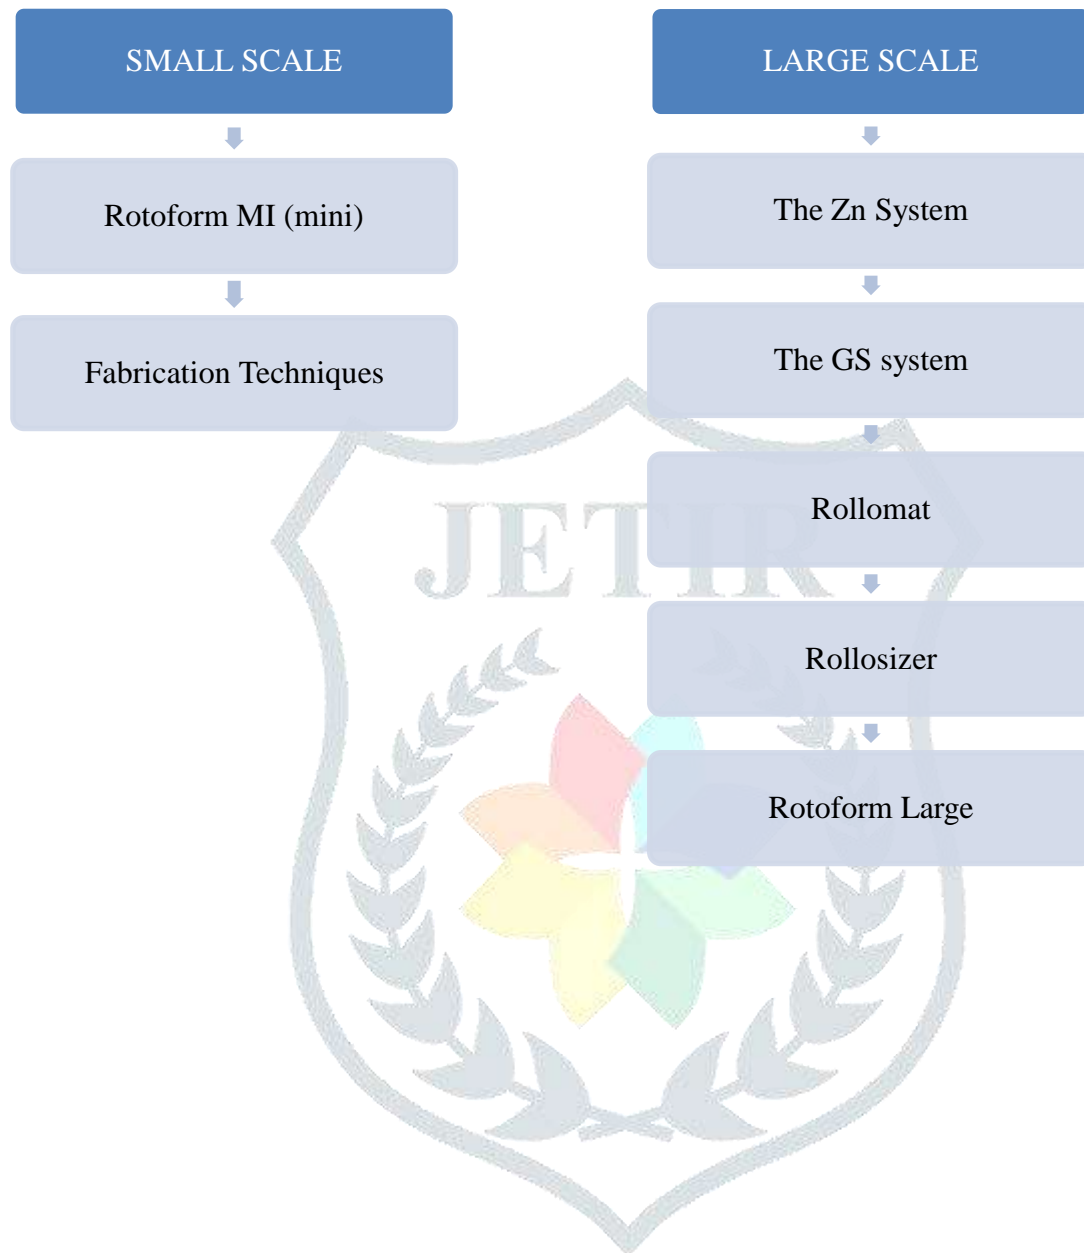 SMALL SCALE
Rotoform MI (mini)
Fabrication Techniques
LARGE SCALE
The Zn System
The GS system
Rollomat
Rollosizer
Rotoform Large
JETIR